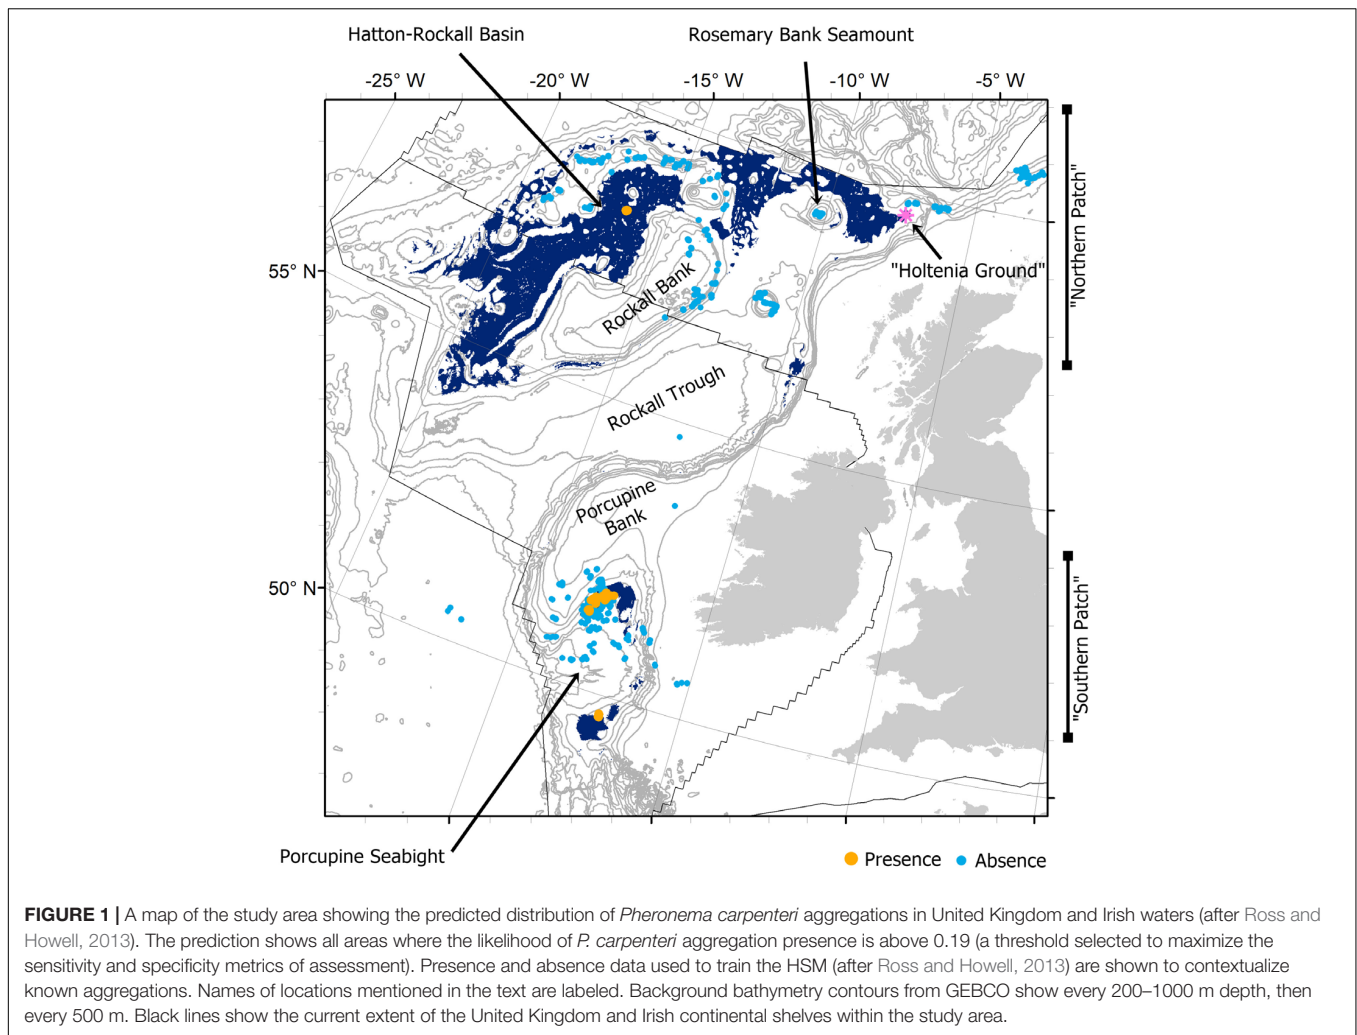 Hatton-Rockall Basin
Rosemary Bank Seamount
-25° W
-20° W
-15° W
-10° W
-5° W
"Northern Patch"
"Holtenia Ground"
55° N
Rockall Bank
Rockall Trough
Porcupine
Bank
50° N
"Southern Patch"
Porcupine Seabight
Presence
Absence
FIGURE 1 | A map of the study area showing the predicted distribution of Pheronema carpenteri aggregations in United Kingdom and Irish waters (after Ross and
Howell, 2013). The prediction shows all areas where the likelihood of P. carpenteri aggregation presence is above 0.19 (a threshold selected to maximize the
sensitivity and specificity metrics of assessment). Presence and absence data used to train the HSM (after Ross and Howell, 2013) are shown to contextualize
known aggregations. Names of locations mentioned in the text are labeled. Background bathymetry contours from GEBCO show every 200–1000 m depth, then
every 500 m. Black lines show the current extent of the United Kingdom and Irish continental shelves within the study area.